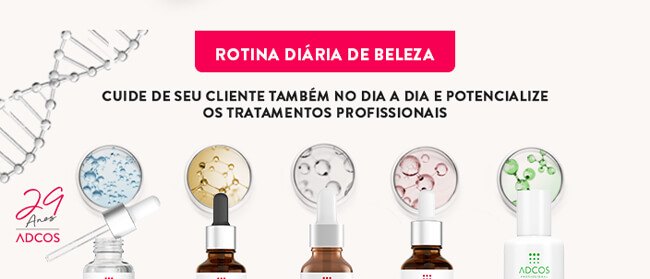 ROTINA DIÁRIA DE BELEZA
CUIDE DE SEU CLIENTE TAMBÉM NO DIA A DIA E POTENCIALIZE
OS TRATAMENTOS PROFISSIONAIS
29
Anos
ADCOS
ADCOS
PROFESSIONAL